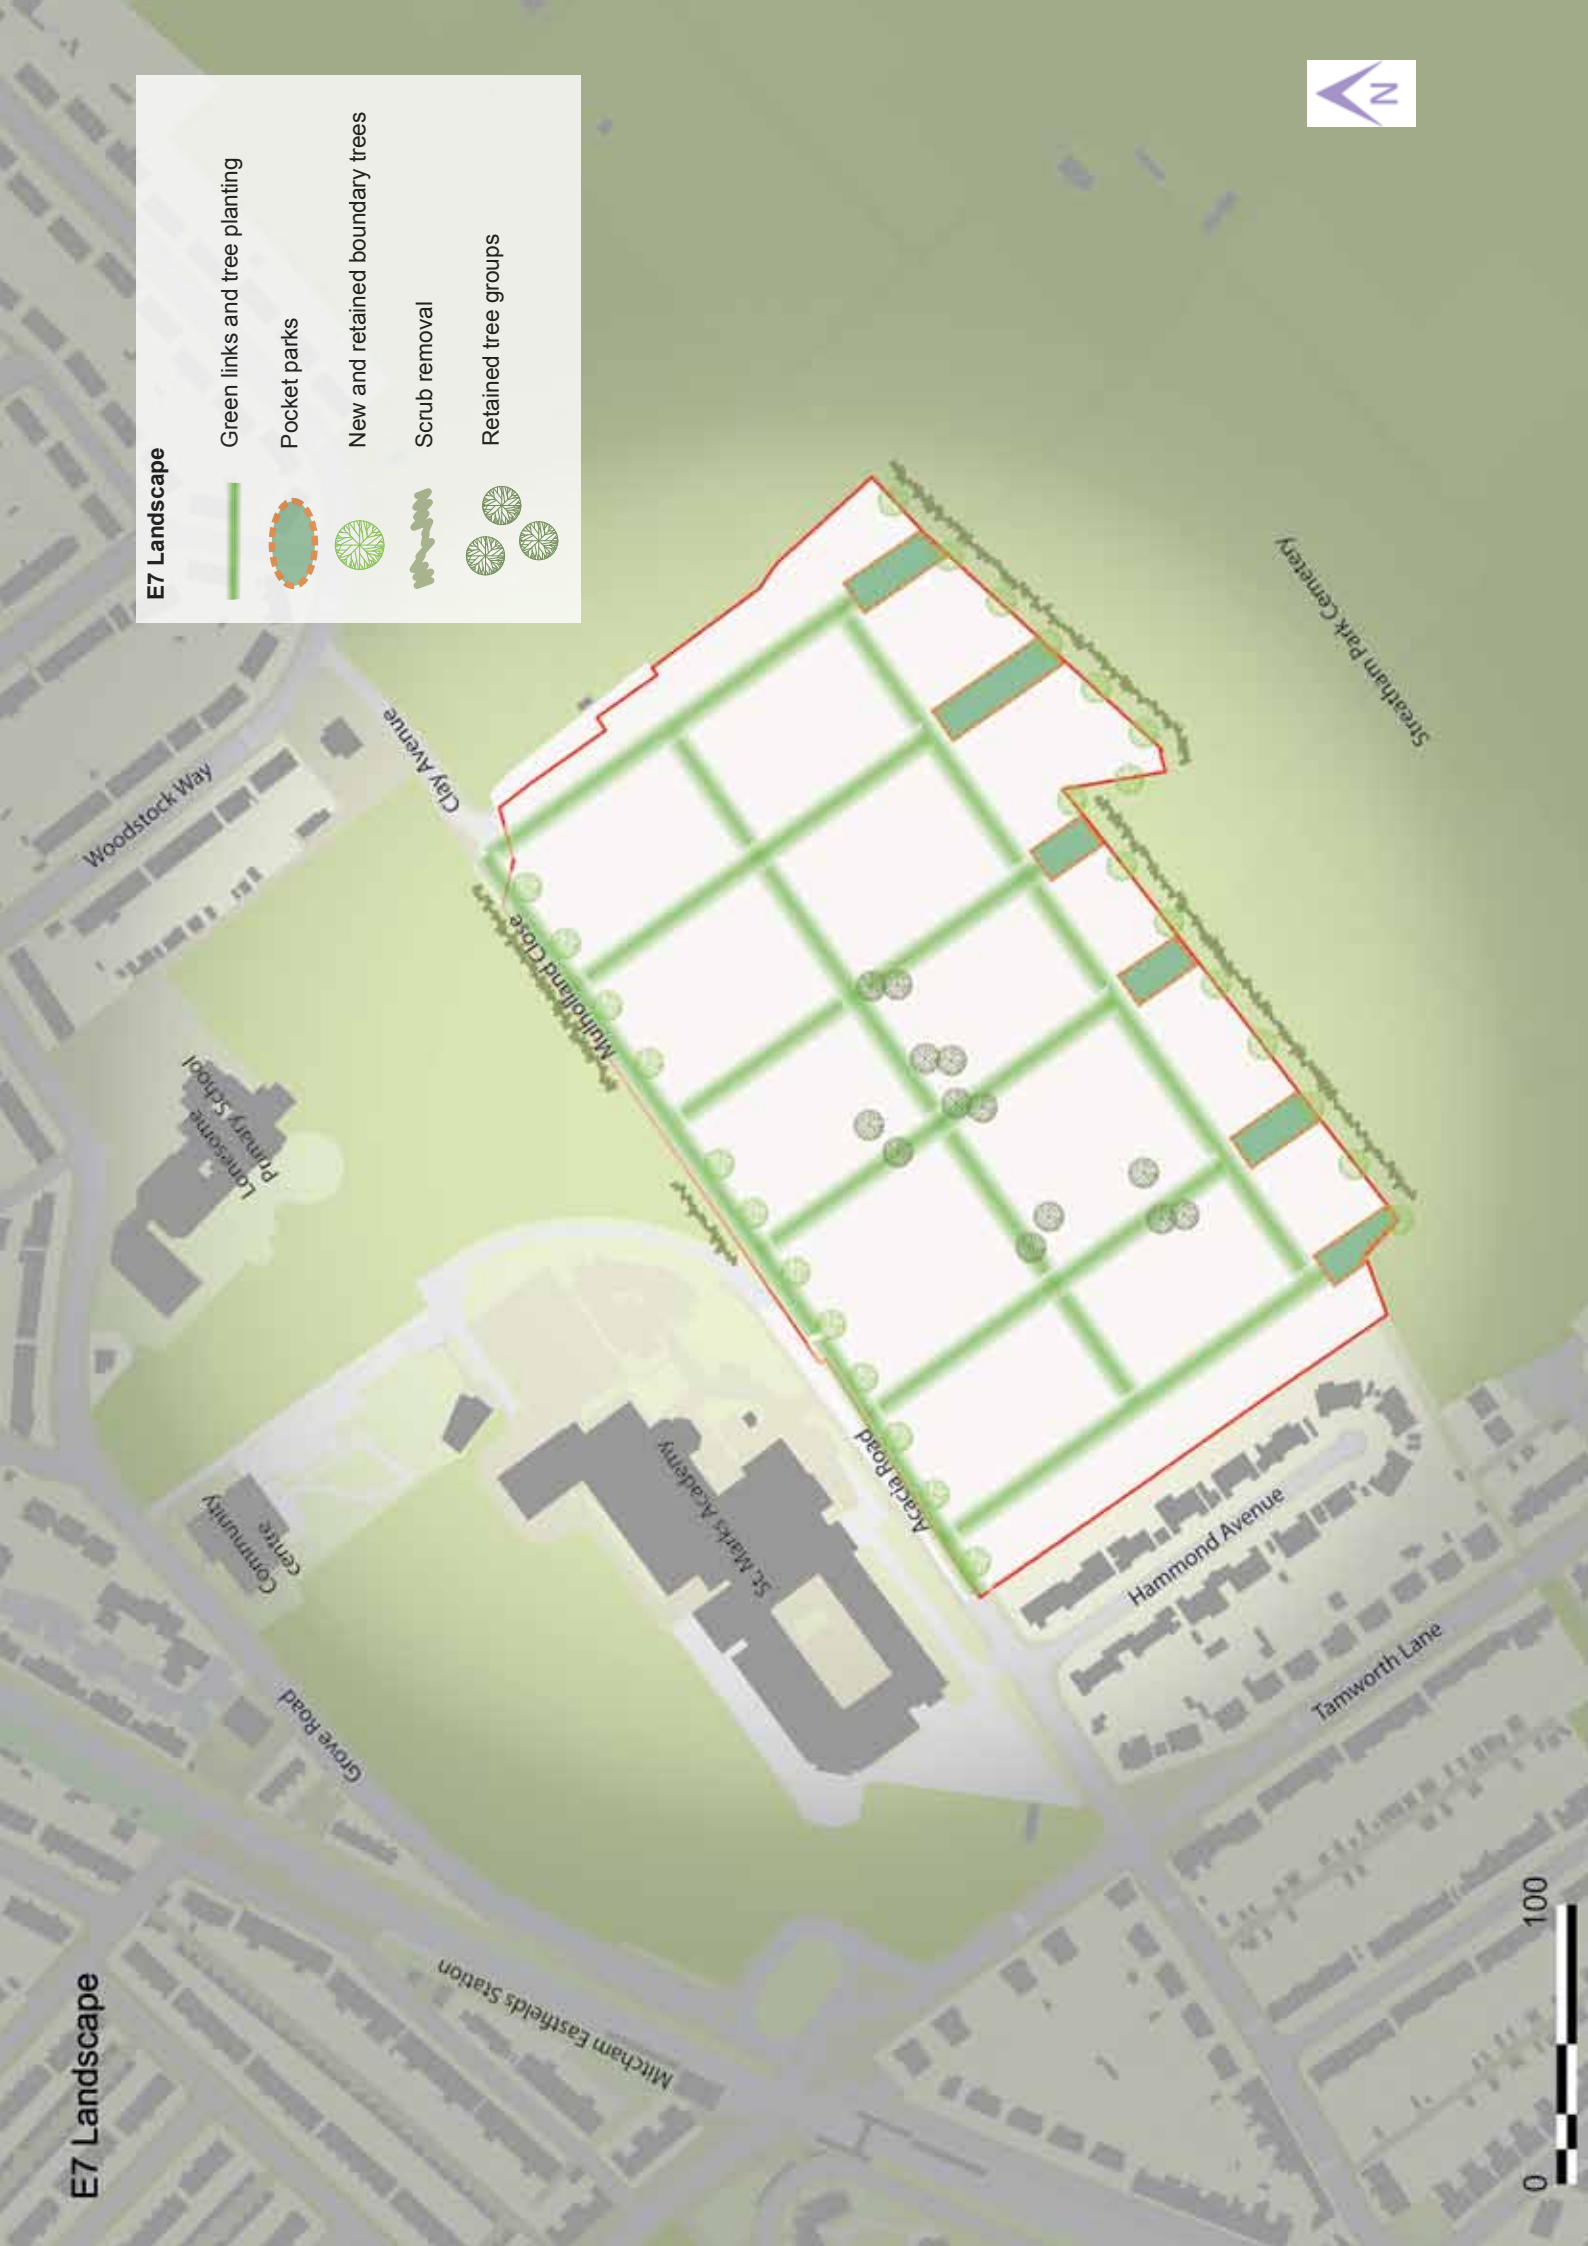 E7 Landscape
E7 Landscape
Green links and tree planting
Pocket parks
New and retained boundary trees
Scrub removal
Retained tree groups
N
Woodstock Way
Clay Avenue
Mulholland Close
Lonesome
Primary School
Community
centre
St. Marks Academy
Acacia Road
Grove Road
Mitcham Eastfields Station
Hammond Avenue
Tamworth Lane
Streatham Park Cemetery
0
100